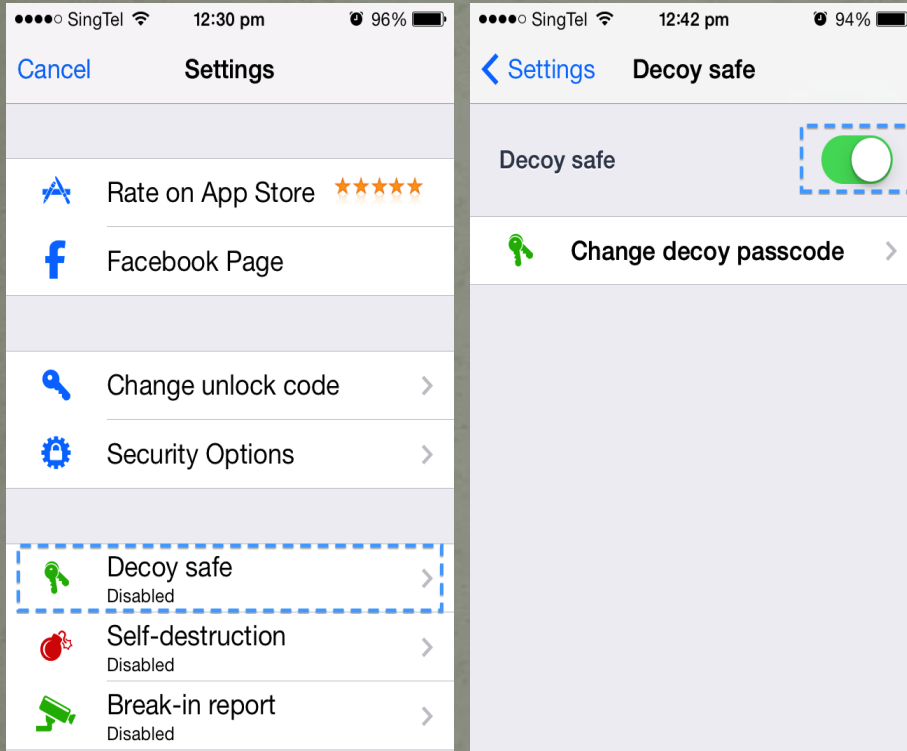 SingTel 12:30 pm 96%
Cancel Settings
Rate on App Store
Facebook Page
Change unlock code
Security Options
Decoy safe
Disabled
Self-destruction
Disabled
Break-in report
Disabled
SingTel 12:42 pm 94%
Settings Decoy safe
Decoy safe
Change decoy passcode